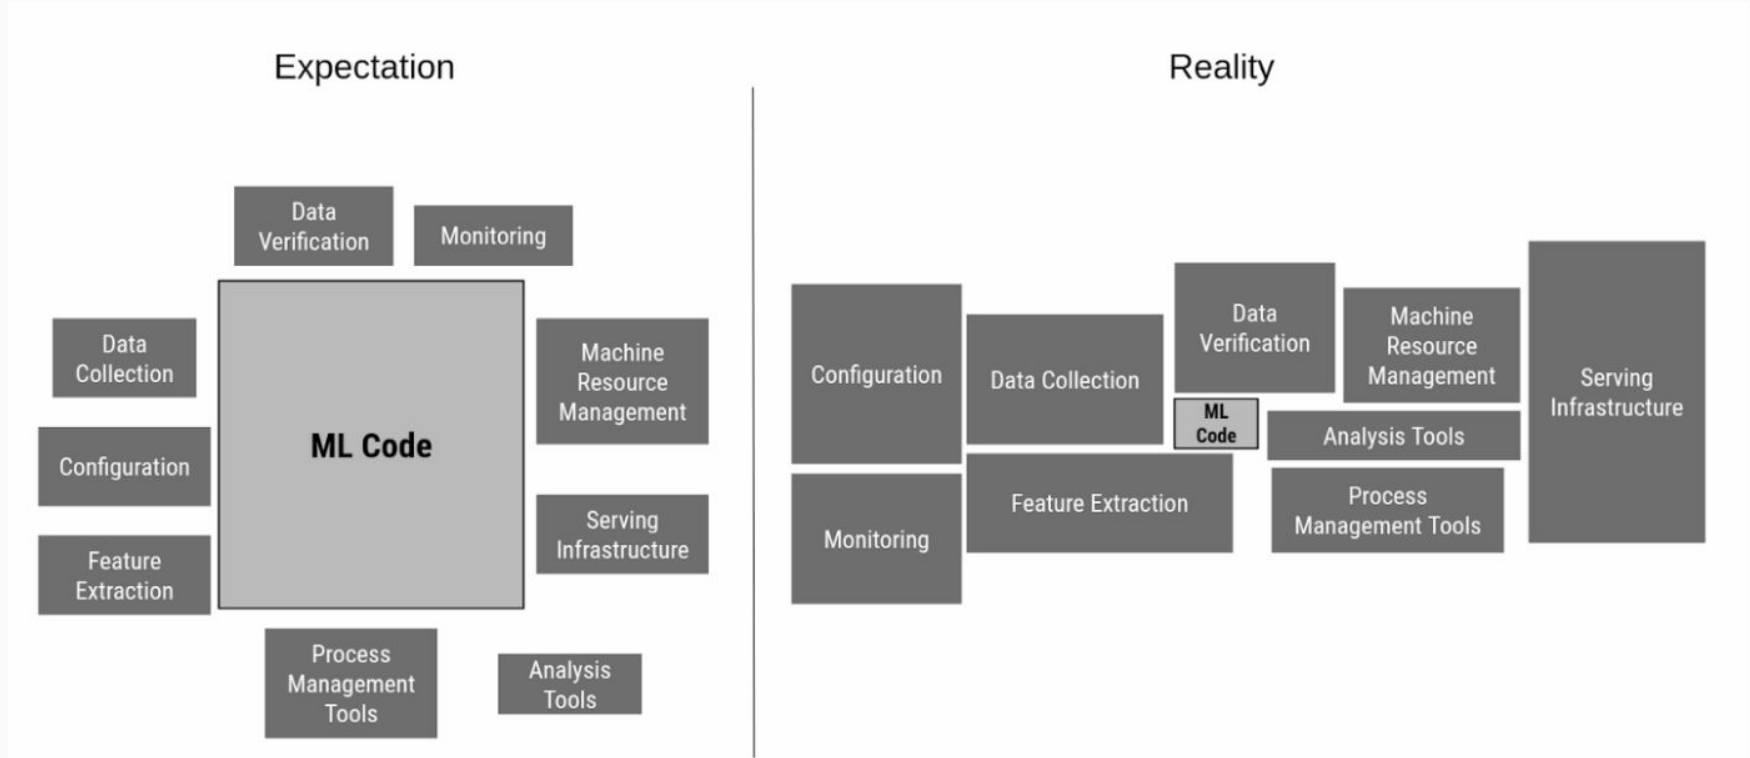 Expectation
Data
Verification
Monitoring
Data
Collection
Machine
Resource
Management
ML Code
Configuration
Serving
Infrastructure
Feature
Extraction
Process
Management
Tools
Analysis
Tools
Reality
Configuration
Data Collection
Data
Verification
Machine
Resource
Management
Serving
Infrastructure
ML
Code
Analysis Tools
Monitoring
Feature Extraction
Process
Management Tools